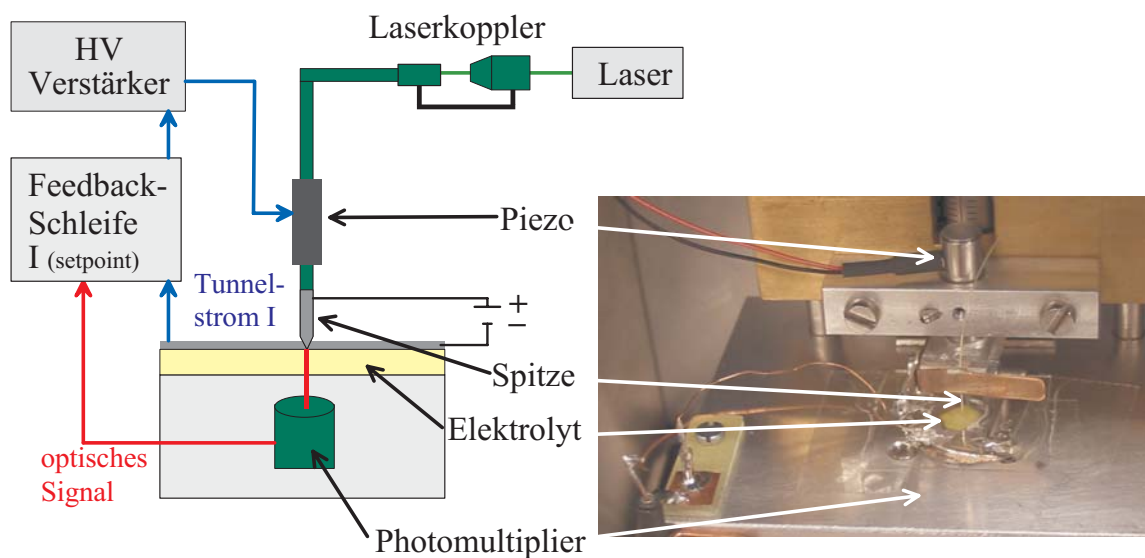 HV
Verstärker
Laserkoppler
Laser
Feedback-
Schleife
I (setpoint)
Piezo
Tunnel-
strom I
+
−
Spitze
Elektrolyt
optisches
Signal
Photomultiplier